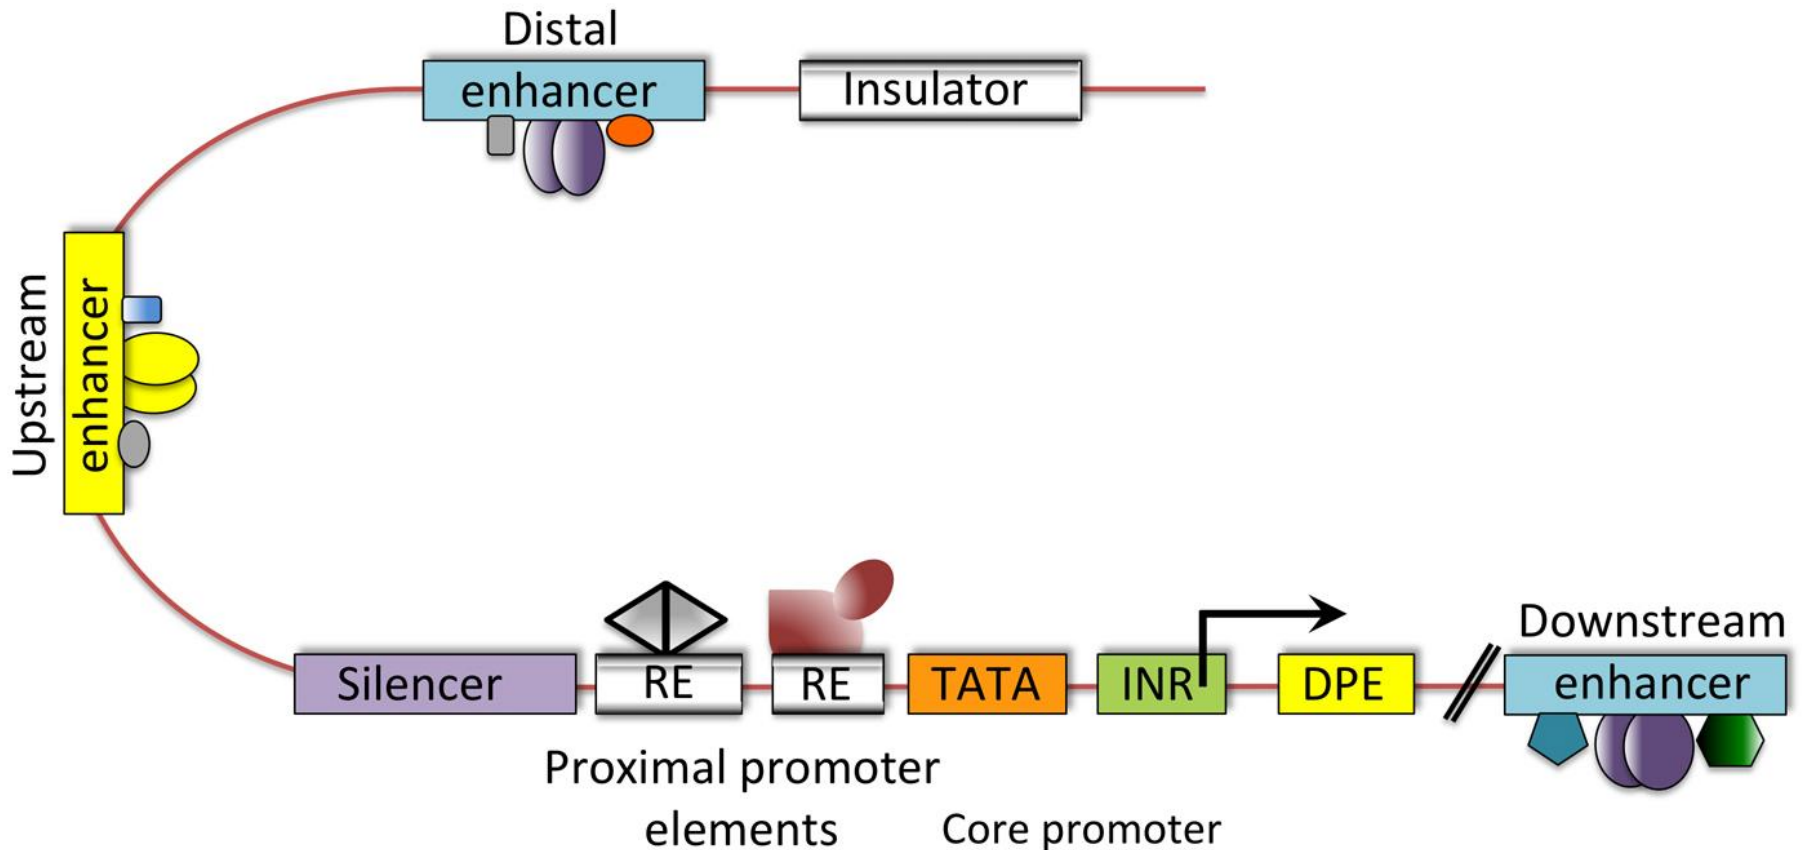 Distal
enhancer
Insulator
Upstream
enhancer
Silencer
RE
RE
TATA
INR
DPE
Downstream
enhancer
Proximal promoter
elements
Core promoter